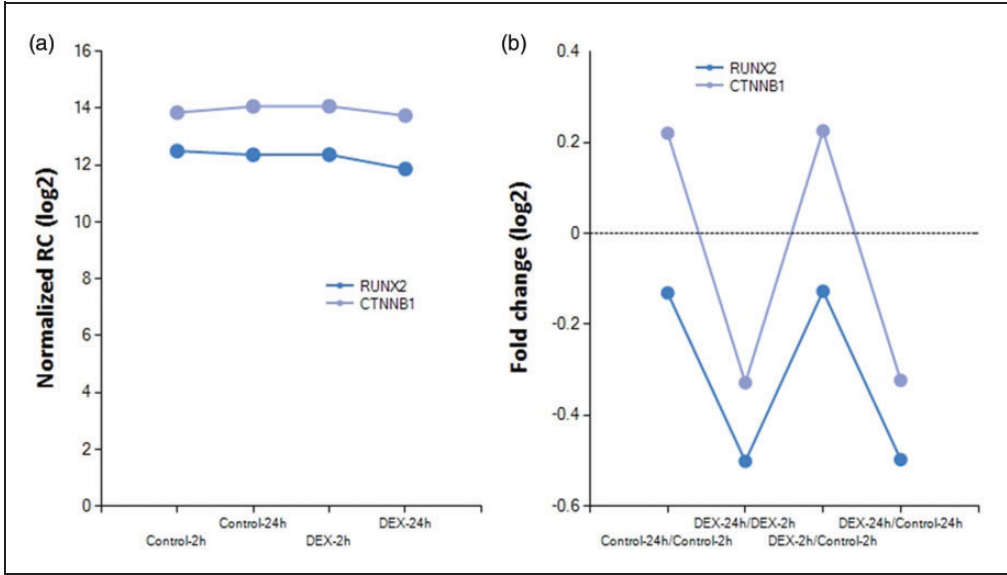 (a)
16
14
12
10
8
6
4
2
0
Normalized RC (log2)
RUNX2
CTNNB1
Control-2h
Control-24h
DEX-2h
DEX-24h
(b)
0.4
0.2
0
-0.2
-0.4
-0.6
Fold change (log2)
RUNX2
CTNNB1
Control-24h/Control-2h
DEX-24h/DEX-2h
DEX-2h/Control-2h
DEX-24h/Control-24h